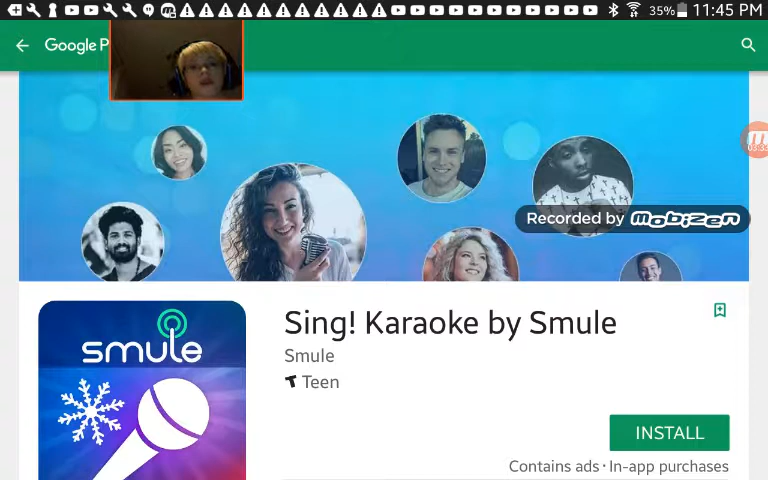 35% 11:45 PM
Google P
Recorded by MOBIZEN
smule
Sing! Karaoke by Smule
Smule
T Teen
INSTALL
Contains ads · In-app purchases